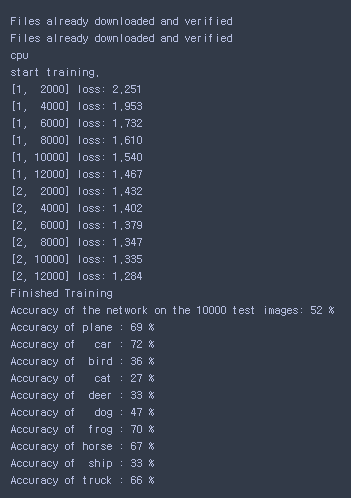 Files already downloaded and verified
Files already downloaded and verified
cpu
start training.
[1,  2000] loss: 2.251
[1,  4000] loss: 1.953
[1,  6000] loss: 1.732
[1,  8000] loss: 1.610
[1, 10000] loss: 1.540
[1, 12000] loss: 1.467
[2,  2000] loss: 1.432
[2,  4000] loss: 1.402
[2,  6000] loss: 1.379
[2,  8000] loss: 1.347
[2, 10000] loss: 1.335
[2, 12000] loss: 1.284
Finished Training
Accuracy of the network on the 10000 test images: 52 %
Accuracy of plane : 69 %
Accuracy of   car : 72 %
Accuracy of  bird : 36 %
Accuracy of   cat : 27 %
Accuracy of  deer : 33 %
Accuracy of   dog : 47 %
Accuracy of  frog : 70 %
Accuracy of horse : 67 %
Accuracy of  ship : 33 %
Accuracy of truck : 66 %